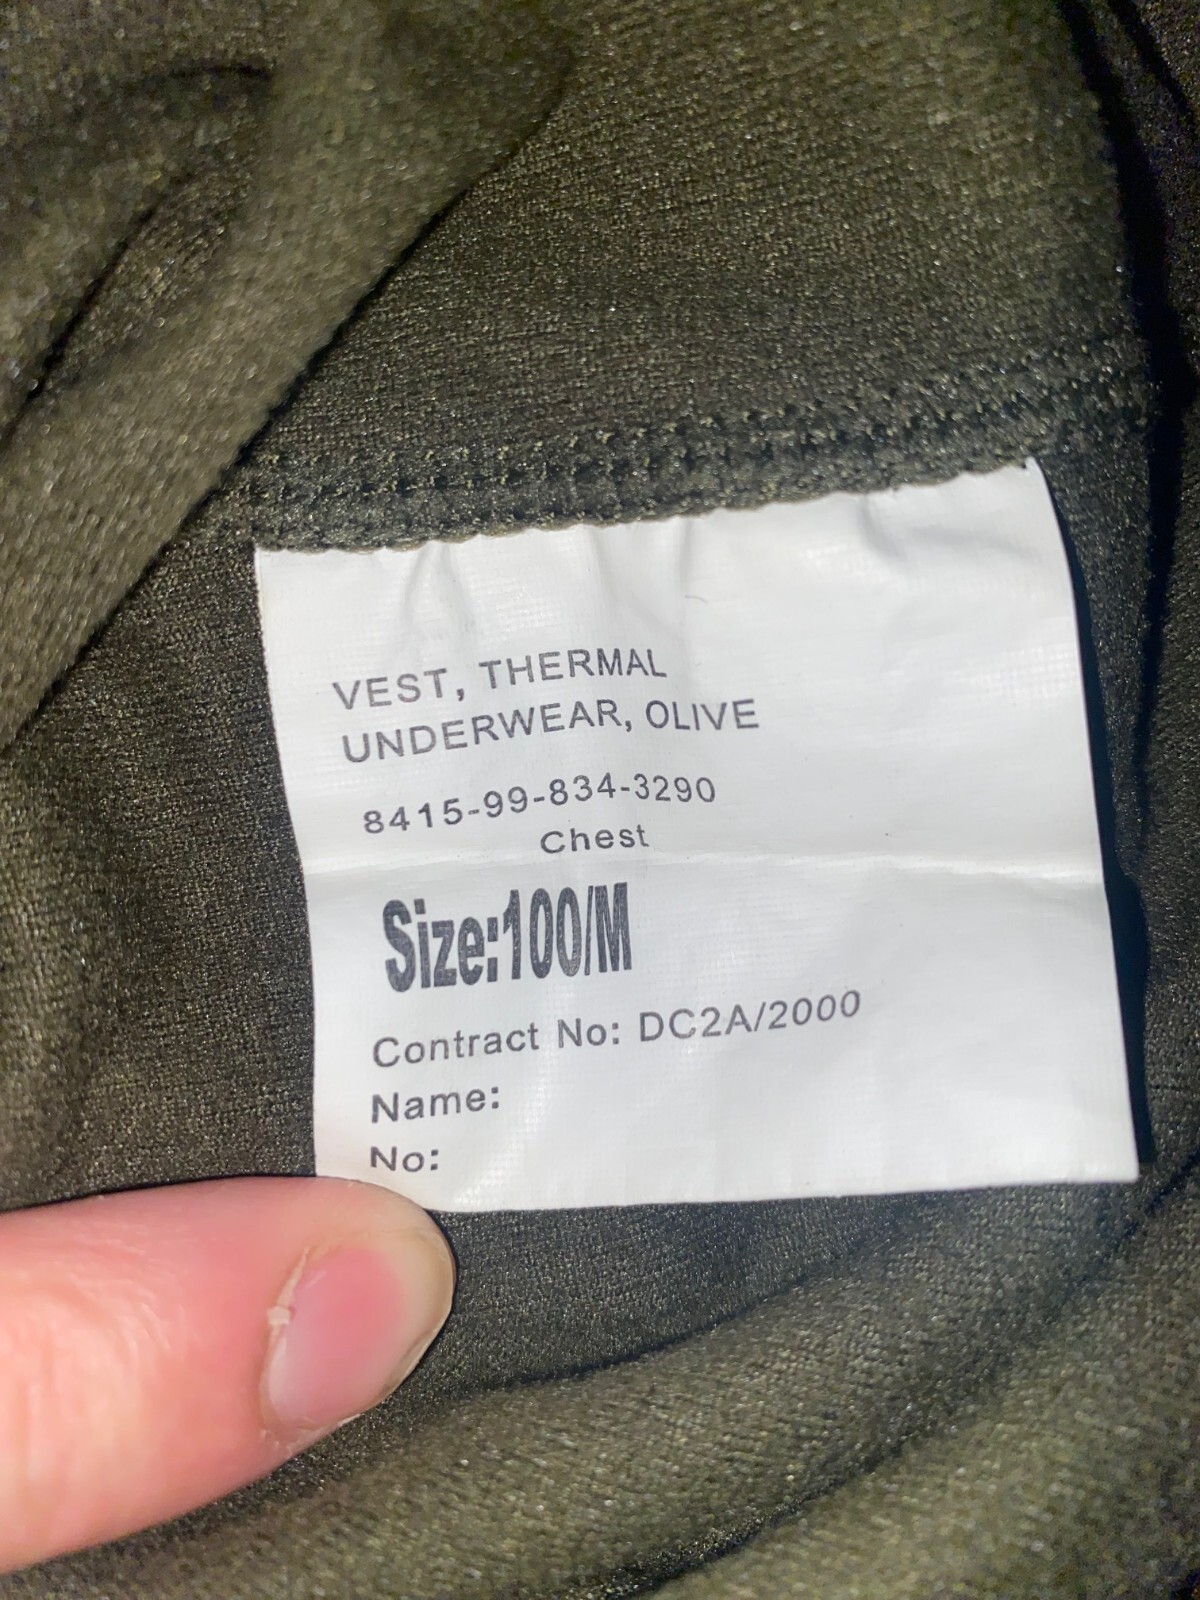 VEST, THERMAL
UNDERWEAR, OLIVE
8415-99-834-3290
Chest
Size:100/M
Contract No: DC2A/2000
Name:
No: